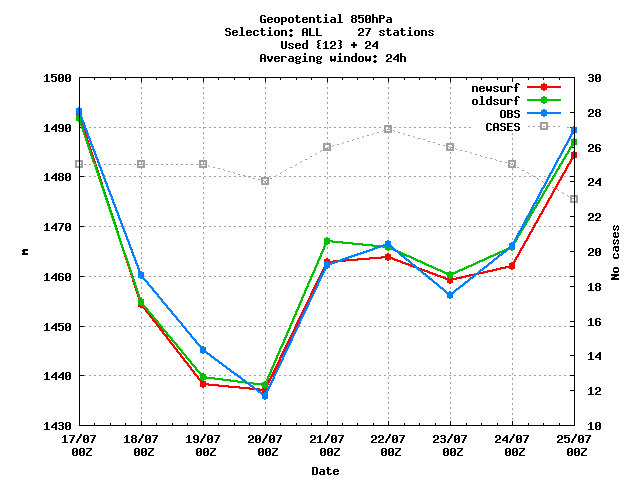 Geopotential 850hPa
Selection: ALL     27 stations
Used {12} + 24
Averaging window: 24h
1500
1490
1480
1470
1460
1450
1440
1430
m
newsurf
oldsurf
OBS
CASES
30
28
26
24
22
20
18
16
14
12
10
No cases
17/07 18/07 19/07 20/07 21/07 22/07 23/07 24/07 25/07
00Z 00Z 00Z 00Z 00Z 00Z 00Z 00Z 00Z
Date